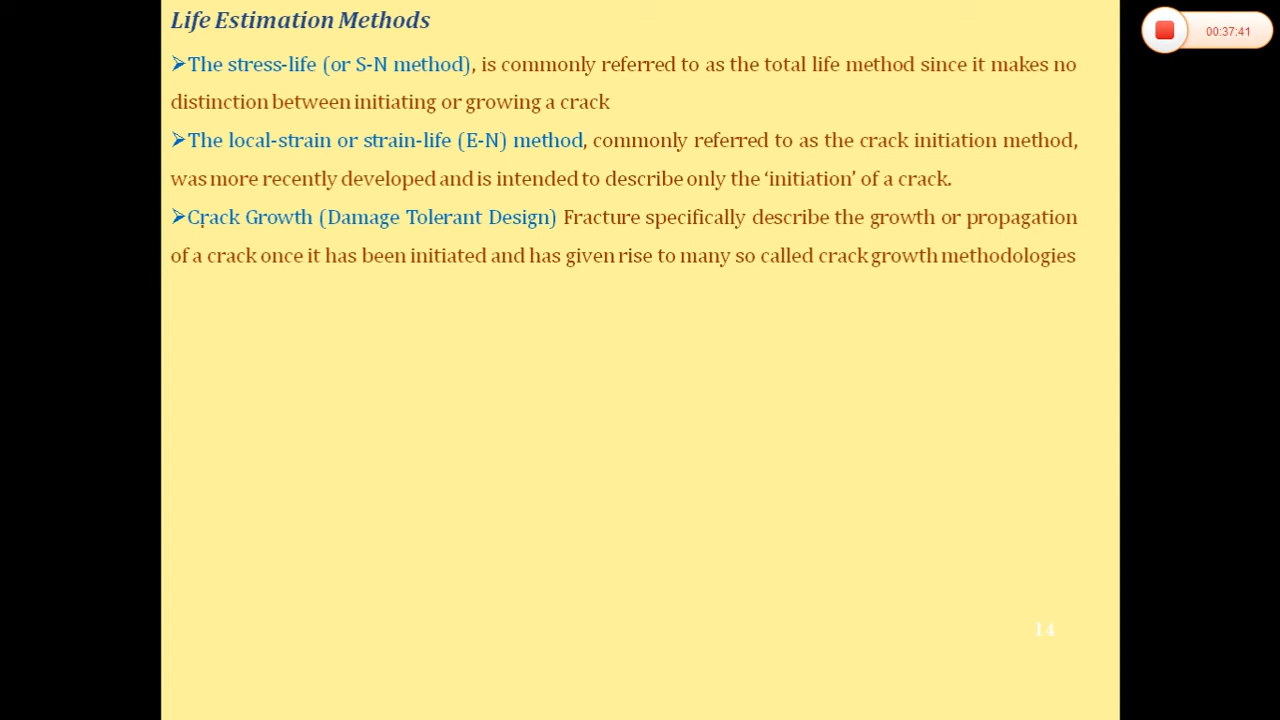 Life Estimation Methods
00:37:41
➢The stress-life (or S-N method), is commonly referred to as the total life method since it makes no
distinction between initiating or growing a crack
➢The local-strain or strain-life (E-N) method, commonly referred to as the crack initiation method,
was more recently developed and is intended to describe only the ‘initiation’ of a crack.
➢Crack Growth (Damage Tolerant Design) Fracture specifically describe the growth or propagation
of a crack once it has been initiated and has given rise to many so called crack growth methodologies
14